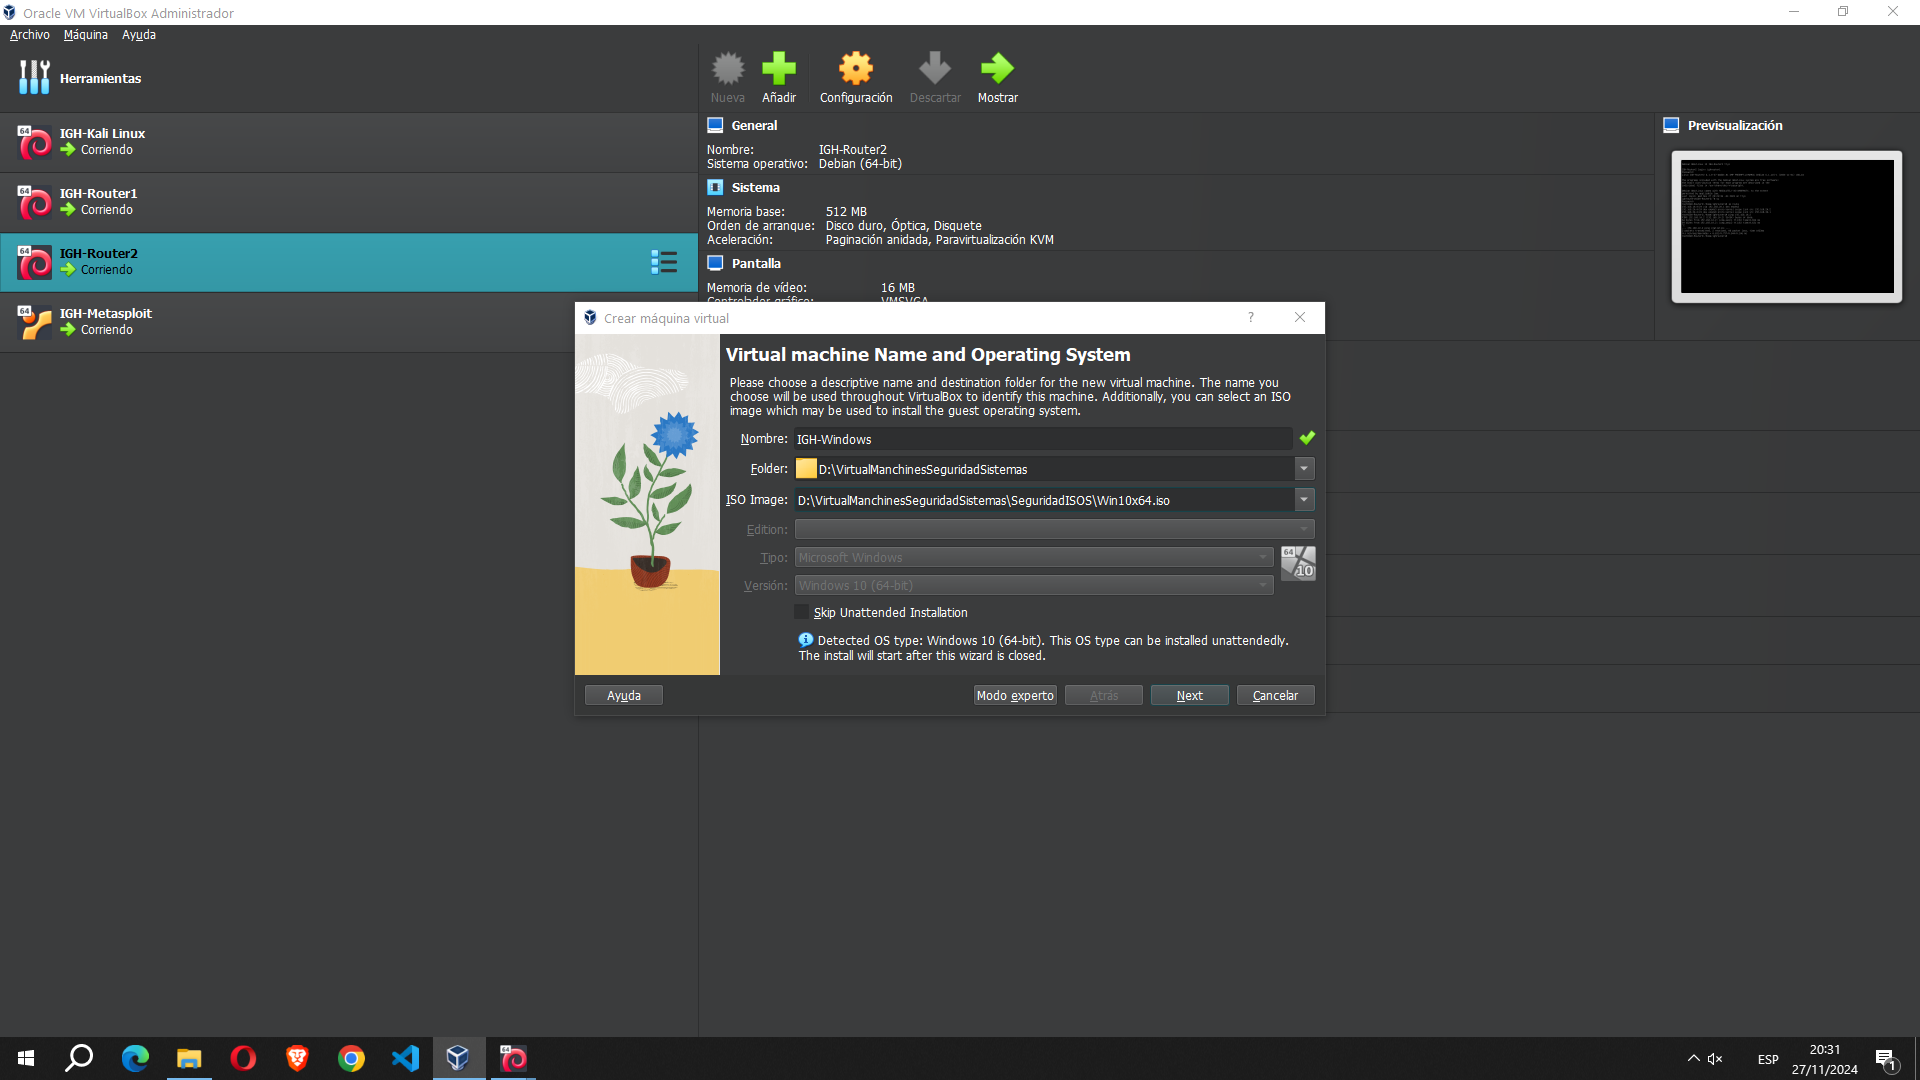 Oracle VM VirtualBox Administrador
Archivo Máquina Ayuda
Herramientas
Nueva Añadir Configuración Descartar Mostrar
64
IGH-Kali Linux
Corriendo
64
IGH-Router1
Corriendo
64
IGH-Router2
Corriendo
64
IGH-Metasploit
Corriendo
General
Nombre: IGH-Router2
Sistema operativo: Debian (64-bit)
Sistema
Memoria base: 512 MB
Orden de arranque: Disco duro, Óptica, Disquete
Aceleración: Paginación anidada, Paravirtualización KVM
Pantalla
Memoria de vídeo: 16 MB
Controlador gráfico: VMSVGA
Previsualización
Crear máquina virtual
?
Virtual machine Name and Operating System
Please choose a descriptive name and destination folder for the new virtual machine. The name you
choose will be used throughout VirtualBox to identify this machine. Additionally, you can select an ISO
image which may be used to install the guest operating system.
Nombre: IGH-Windows
Folder: D:\VirtualManchinesSeguridadSistemas
ISO Image: D:\VirtualManchinesSeguridadSistemas\SeguridadISOS\Win10x64.iso
Edition:
Tipo: Microsoft Windows
64
10
Versión: Windows 10 (64-bit)
Skip Unattended Installation
Detected OS type: Windows 10 (64-bit). This OS type can be installed unattendedly.
The install will start after this wizard is closed.
Ayuda Modo experto Atrás Next Cancelar
64
ESP
20:31
27/11/2024
1